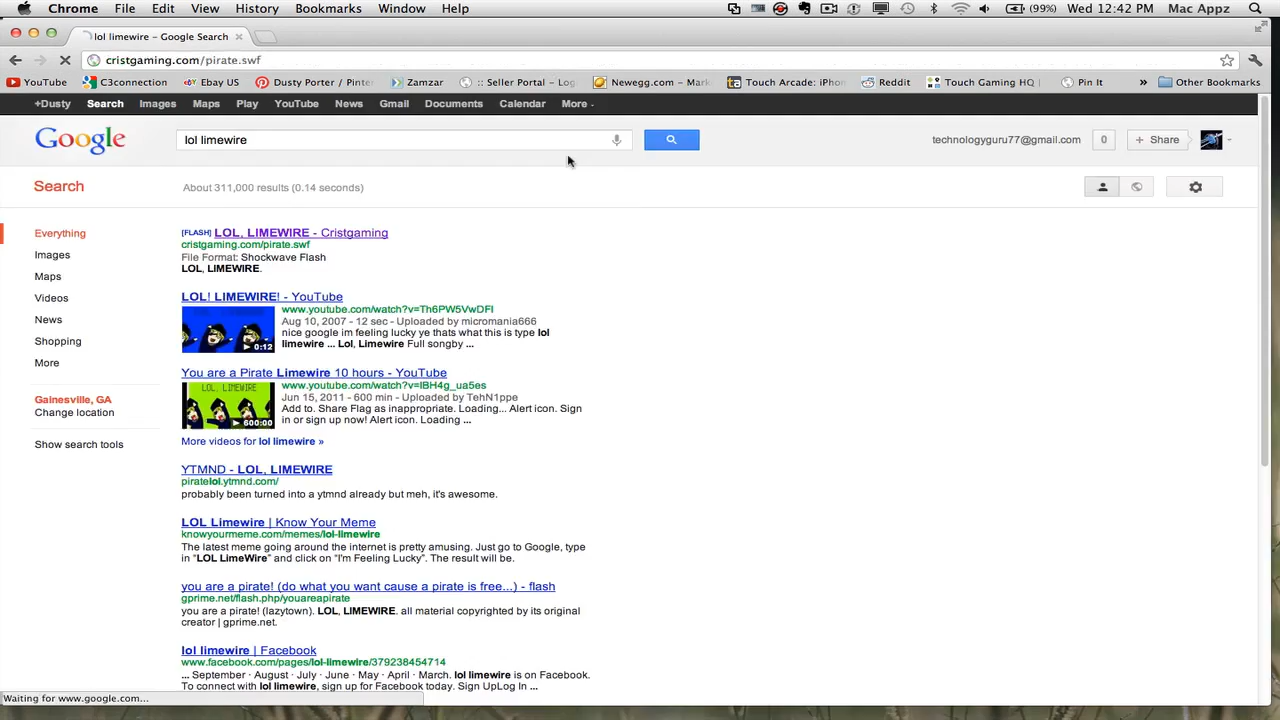 Chrome File Edit View History Bookmarks Window Help (99%) Wed 12:42 PM Mac Appz
lol limewire – Google Search
cristgaming.com/pirate.swf
YouTube C3connection Ebay US Dusty Porter / Pinter Zamzar :: Seller Portal - Log Newegg.com - Mark Touch Arcade: iPhon Reddit Touch Gaming HQ | Pin It » Other Bookmarks
+Dusty Search Images Maps Play YouTube News Gmail Documents Calendar More
Google lol limewire technologyguru77@gmail.com 0 + Share
Search About 311,000 results (0.14 seconds)
Everything
Images
Maps
Videos
News
Shopping
More
Gainesville, GA
Change location
Show search tools
[FLASH] LOL, LIMEWIRE - Cristgaming
cristgaming.com/pirate.swf
File Format: Shockwave Flash
LOL, LIMEWIRE.
LOL! LIMEWIRE! - YouTube
www.youtube.com/watch?v=Th6PW5VwDFI
Aug 10, 2007 - 12 sec - Uploaded by micromania666
nice google im feeling lucky ye thats what this is type lol
limewire ... Lol, Limewire Full songby ...
0:12
You are a Pirate Limewire 10 hours - YouTube
www.youtube.com/watch?v=IBH4g_ua5es
Jun 15, 2011 - 600 min - Uploaded by TehN1ppe
Add to. Share Flag as inappropriate. Loading... Alert icon. Sign
in or sign up now! Alert icon. Loading ...
LOL, LIMEWIRE
600:00
More videos for lol limewire »
YTMND - LOL, LIMEWIRE
piratelol.ytmnd.com/
probably been turned into a ytmnd already but meh, it's awesome.
LOL Limewire | Know Your Meme
knowyourmeme.com/memes/lol-limewire
The latest meme going around the internet is pretty amusing. Just go to Google, type
in “LOL LimeWire” and click on “I'm Feeling Lucky”. The result will be.
you are a pirate! (do what you want cause a pirate is free...) - flash
gprime.net/flash.php/youareapirate
you are a pirate! (lazytown). LOL, LIMEWIRE. all material copyrighted by its original
creator | gprime.net.
lol limewire | Facebook
www.facebook.com/pages/lol-limewire/379238454714
... September · August · July · June · May · April · March. lol limewire is on Facebook.
To connect with lol limewire, sign up for Facebook today. Sign UpLog In ...
Waiting for www.google.com...